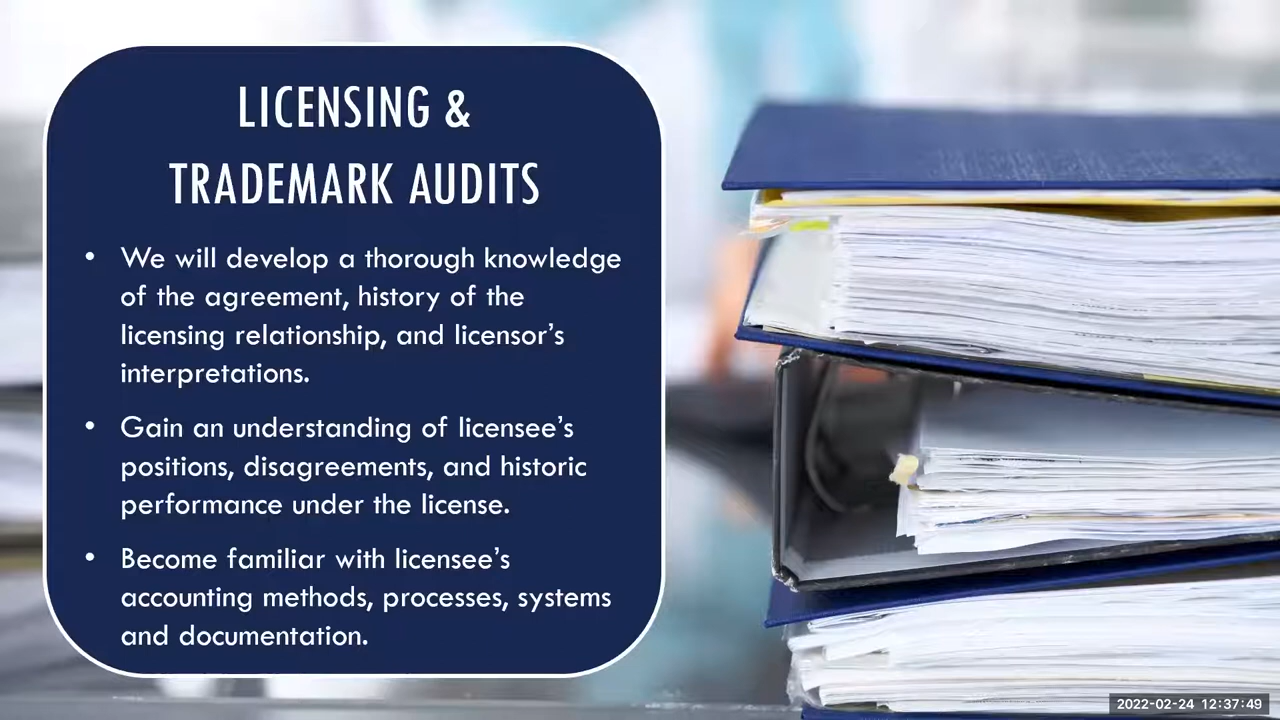 LICENSING &
TRADEMARK AUDITS
• We will develop a thorough knowledge
of the agreement, history of the
licensing relationship, and licensor's
interpretations.
• Gain an understanding of licensee's
positions, disagreements, and historic
performance under the license.
• Become familiar with licensee's
accounting methods, processes, systems
and documentation.
2022-02-24 12:37:49